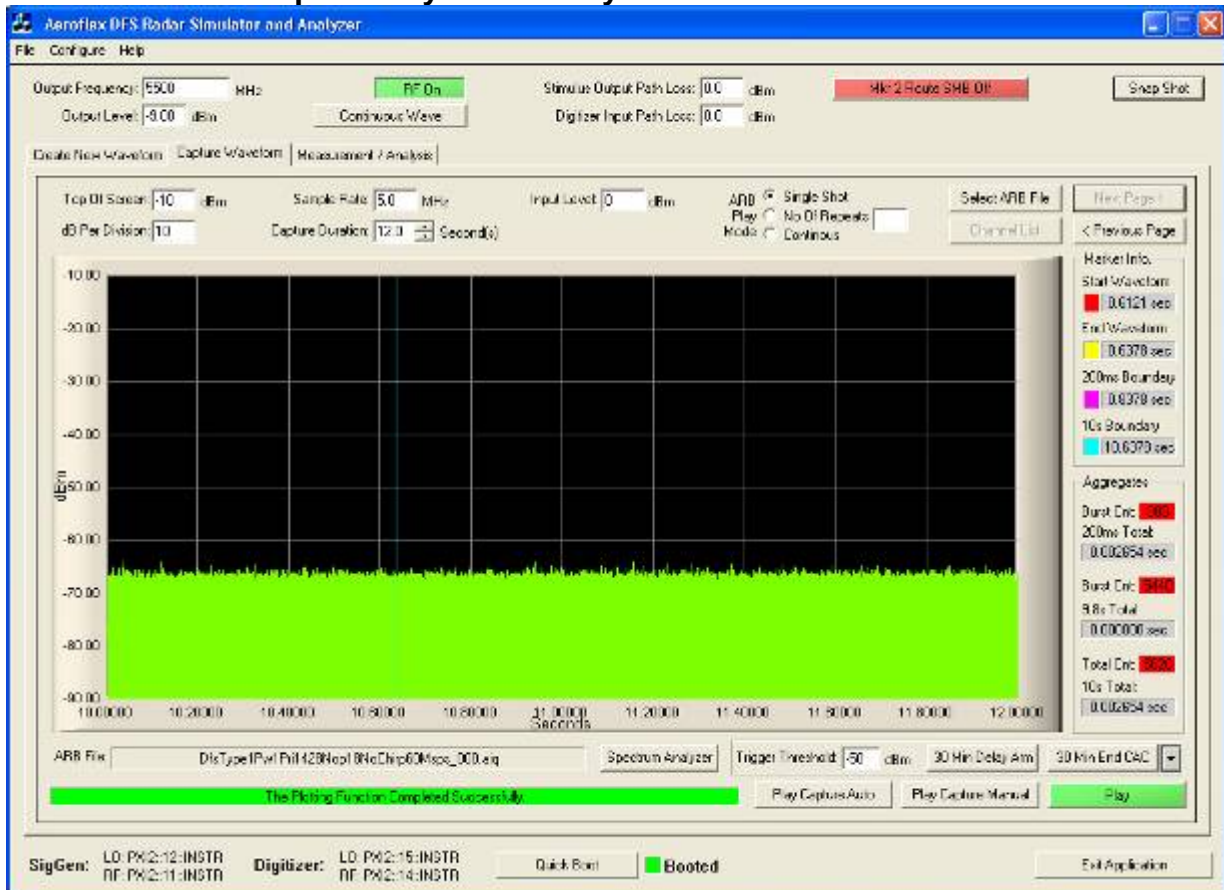 Aeroflex DFS Radar Simulator and Analyzer
File Configure Help
Output Frequency: 5500 MHz
RF On
Stimulus Output Path Loss: 0.0 dBm
Mkr 2 Route SMB Off
Snap Shot
Output Level: -9.00 dBm
Continuous Wave
Digitizer Input Path Loss: 0.0 dBm
Create New Waveform Capture Waveform Measurement / Analysis
Top Of Screen: -10 dBm
Sample Rate: 5.0 MHz
Input Level: 0 dBm
ARB Play Mode:
Single Shot
No Of Repeats
Continous
Select ARB File
Next Page >
dB Per Division: 10
Capture Duration: 12.0 Second(s)
Channel List
< Previous Page
-10.00
-20.00
-30.00
-40.00
-50.00
-60.00
-70.00
-80.00
-90.00
dBm
10.00000 10.20000 10.40000 10.60000 10.80000 11.00000 11.20000 11.40000 11.60000 11.80000 12.00000
Seconds
Marker Info.
Start Waveform
0.6121 sec
End Waveform
0.6378 sec
200ms Boundary
0.8378 sec
10s Boundary
10.6378 sec
Aggregates
Burst Cnt:
200ms Total:
0.002654 sec
Burst Cnt:
9.8s Total
0.000000 sec
Total Cnt:
10s Total:
0.002654 sec
ARB File:
Spectrum Analyzer
Trigger Threshold: -50 dBm
30 Min Delay Arm
30 Min End CAC
The Plotting Function Completed Successfully.
Play Capture Auto
Play Capture Manual
Play
SigGen: LO: PXI2::12::INSTR
RF: PXI2::11::INSTR
Digitizer: LO: PXI2::15::INSTR
RF: PXI2::14::INSTR
Quick Boot
Booted
Exit Application